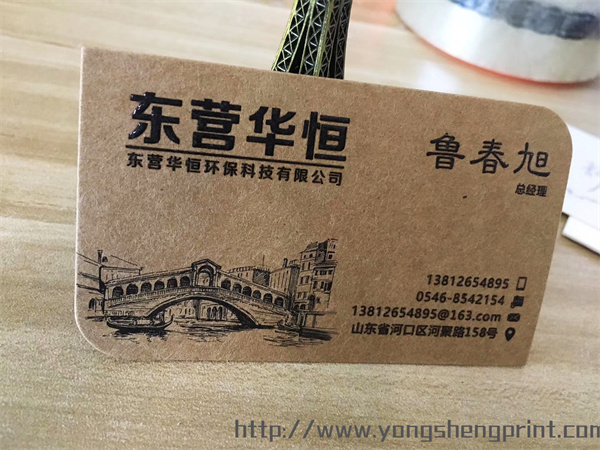 东营华恒
东营华恒环保科技有限公司
鲁春旭
总经理
13812654895
0546-8542154
13812654895@163.com
山东省河口区河聚路158号
http://www.yongshengprint.com